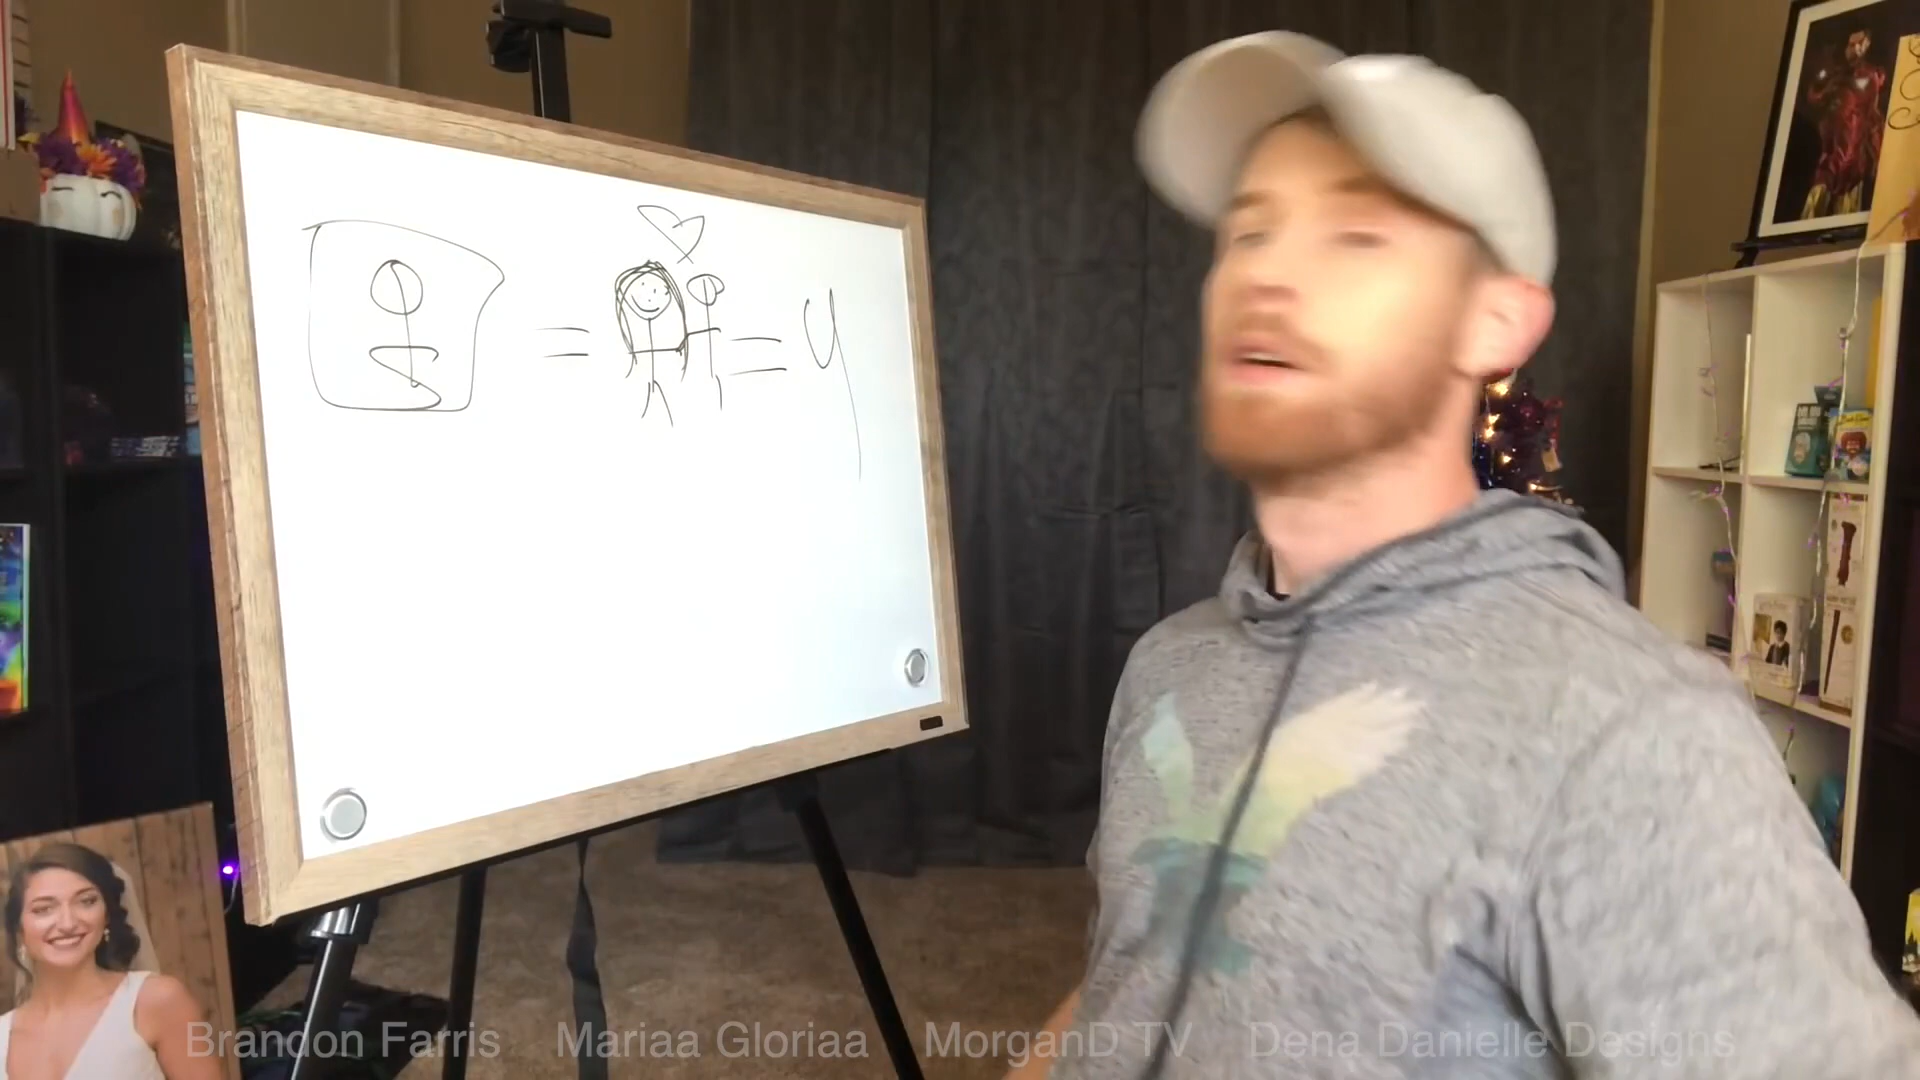 = = y
Brandon Farris Mariaa Gloriaa MorganD TV Dena Danielle Designs